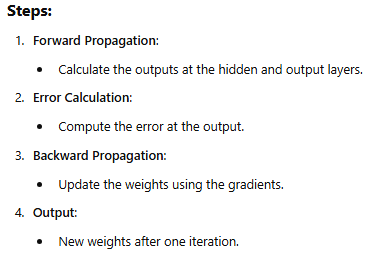 Steps:
1. Forward Propagation:
• Calculate the outputs at the hidden and output layers.
2. Error Calculation:
• Compute the error at the output.
3. Backward Propagation:
• Update the weights using the gradients.
4. Output:
• New weights after one iteration.